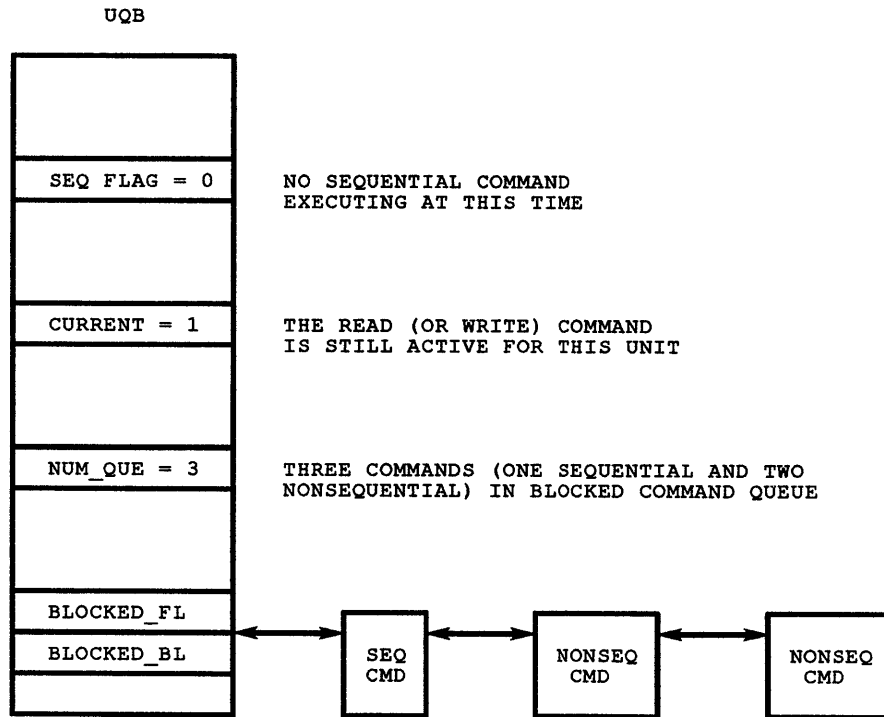 UQB
SEQ FLAG = 0
NO SEQUENTIAL COMMAND
EXECUTING AT THIS TIME
CURRENT = 1
THE READ (OR WRITE) COMMAND
IS STILL ACTIVE FOR THIS UNIT
NUM_QUE = 3
THREE COMMANDS (ONE SEQUENTIAL AND TWO
NONSEQUENTIAL) IN BLOCKED COMMAND QUEUE
BLOCKED_FL
BLOCKED_BL
SEQ
CMD
NONSEQ
CMD
NONSEQ
CMD